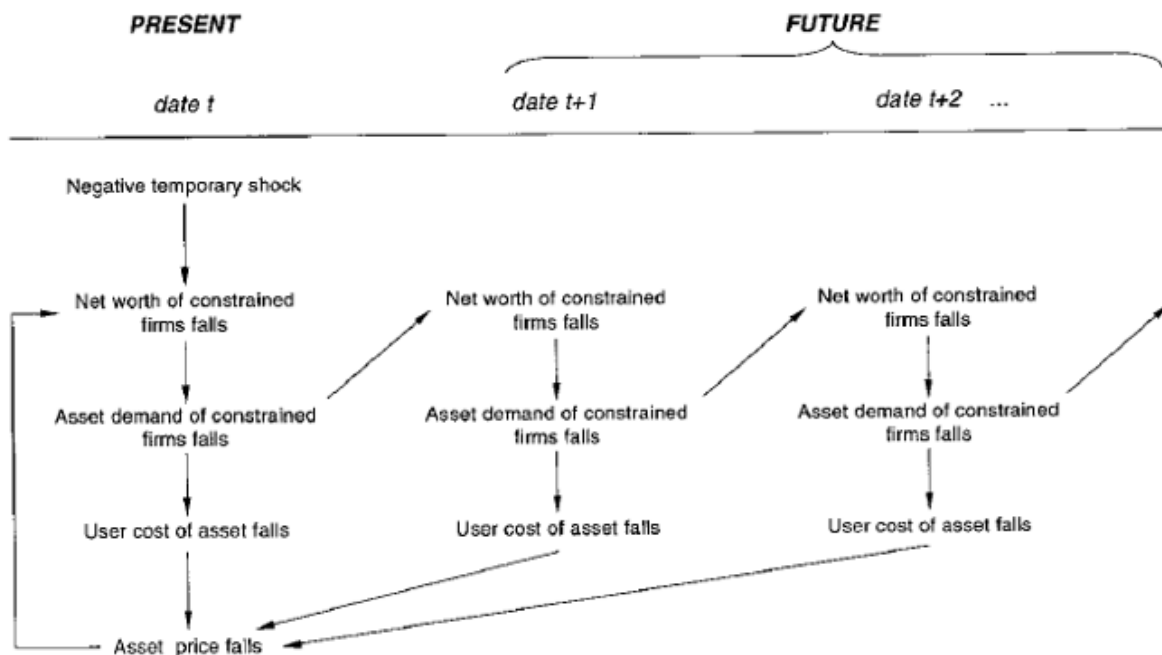 PRESENT
FUTURE
date t
date t+1
date t+2 ...
Negative temporary shock
Net worth of constrained
firms falls
Net worth of constrained
firms falls
Net worth of constrained
firms falls
Asset demand of constrained
firms falls
Asset demand of constrained
firms falls
Asset demand of constrained
firms falls
User cost of asset falls
User cost of asset falls
User cost of asset falls
Asset price falls